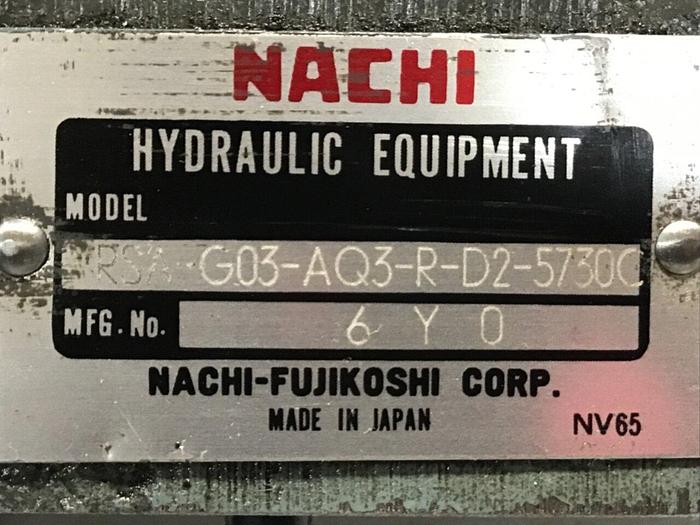 NACHI
HYDRAULIC EQUIPMENT
MODEL
G03-AQ3-R-D2-5730C
MFG. No.
6 Y 0
NACHI-FUJIKOSHI CORP.
MADE IN JAPAN
NV65